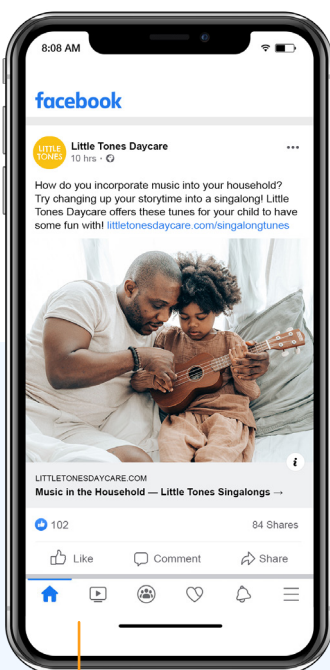 8:08 AM
facebook
LITTLE
TONES
Little Tones Daycare
10 hrs ·
How do you incorporate music into your household?
Try changing up your storytime into a singalong! Little
Tones Daycare offers these tunes for your child to have
some fun with! littletonesdaycare.com/singalongtunes
i
LITTLETONESDAYCARE.COM
Music in the Household — Little Tones Singalongs →
102
84 Shares
Like
Comment
Share